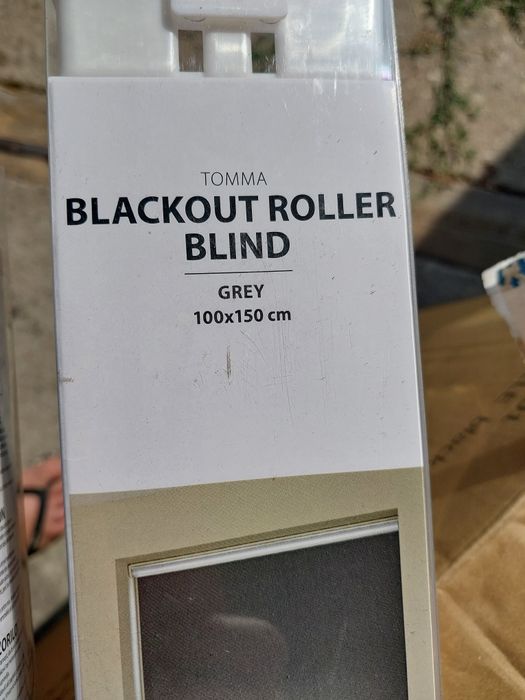 TOMMA
BLACKOUT ROLLER
BLIND
GREY
100x150 cm